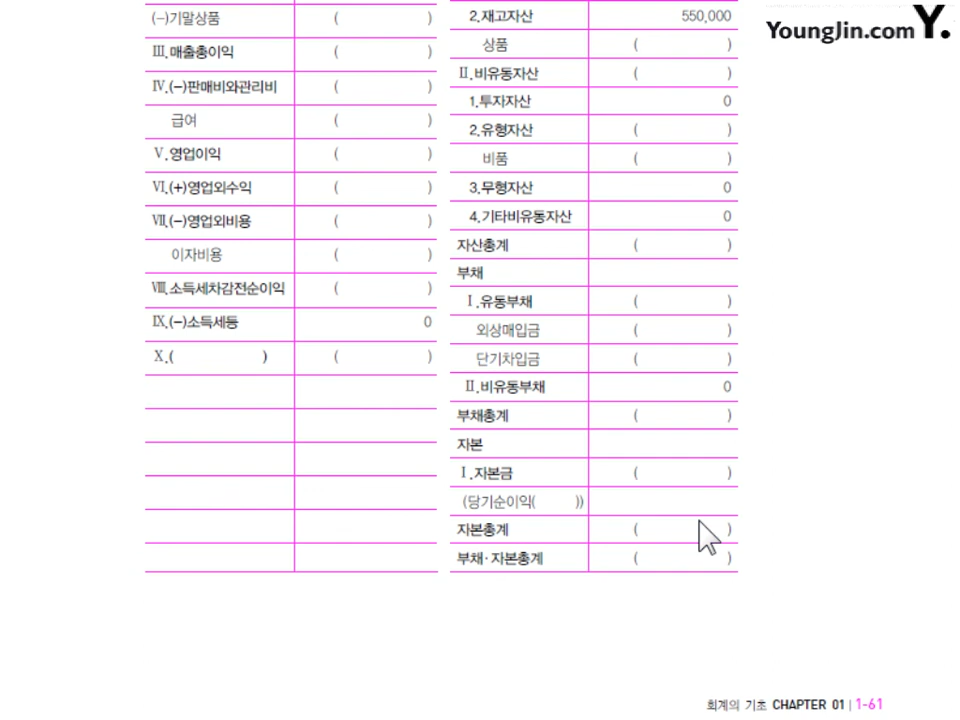 (-)기말상품 ( )
Ⅲ.매출총이익 ( )
Ⅳ.(-)판매비와관리비 ( )
급여 ( )
Ⅴ.영업이익 ( )
Ⅵ.(+)영업외수익 ( )
Ⅶ.(-)영업외비용 ( )
이자비용 ( )
Ⅷ.소득세차감전순이익 ( )
Ⅸ.(-)소득세등 0
Ⅹ.( ) ( )
2.재고자산 550,000
상품 ( )
Ⅱ.비유동자산 ( )
1.투자자산 0
2.유형자산 ( )
비품 ( )
3.무형자산 0
4.기타비유동자산 0
자산총계 ( )
부채
Ⅰ.유동부채 ( )
외상매입금 ( )
단기차입금 ( )
Ⅱ.비유동부채 0
부채총계 ( )
자본
Ⅰ.자본금 ( )
(당기순이익( ))
자본총계 ( )
부채·자본총계 ( )
YoungJin.com Y.
회계의 기초 CHAPTER 01 | 1-61